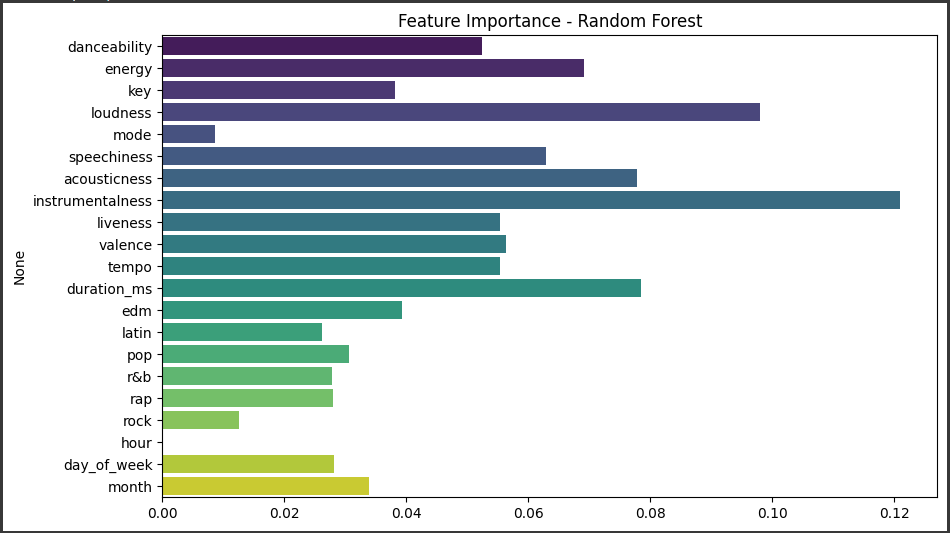 Feature Importance - Random Forest
danceability
energy
key
loudness
mode
speechiness
acousticness
instrumentalness
liveness
valence
tempo
duration_ms
edm
latin
pop
r&b
rap
rock
hour
day_of_week
month
None
0.00 0.02 0.04 0.06 0.08 0.10 0.12